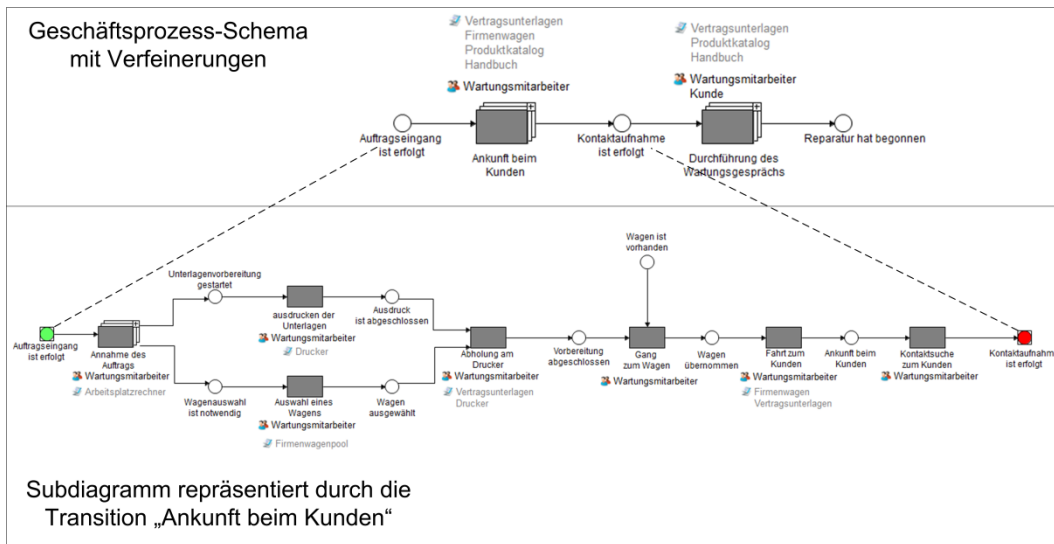 Geschäftsprozess-Schema
mit Verfeinerungen
Vertragsunterlagen
Firmenwagen
Produktkatalog
Handbuch
Wartungsmitarbeiter
Vertragsunterlagen
Produktkatalog
Handbuch
Wartungsmitarbeiter
Kunde
Auftragseingang
ist erfolgt
Ankunft beim
Kunden
Kontaktaufnahme
ist erfolgt
Durchführung des
Wartungsgesprächs
Reparatur hat begonnen
Wagen ist
vorhanden
Unterlagenvorbereitung
gestartet
ausdrucken der
Unterlagen
Wartungsmitarbeiter
Drucker
Ausdruck
ist abgeschlossen
Auftragseingang
ist erfolgt
Annahme des
Auftrags
Wartungsmitarbeiter
Arbeitsplatzrechner
Wagenauswahl
ist notwendig
Auswahl eines
Wagens
Wartungsmitarbeiter
Firmenwagenpool
Wagen
ausgewählt
Abholung am
Drucker
Wartungsmitarbeiter
Vertragsunterlagen
Drucker
Vorbereitung
abgeschlossen
Gang
zum Wagen
Wartungsmitarbeiter
Wagen
übernommen
Fahrt zum
Kunden
Wartungsmitarbeiter
Firmenwagen
Vertragsunterlagen
Ankunft beim
Kunden
Kontaktsuche
zum Kunden
Wartungsmitarbeiter
Kontaktaufnahm
ist erfolgt
Subdiagramm repräsentiert durch die
Transition „Ankunft beim Kunden“